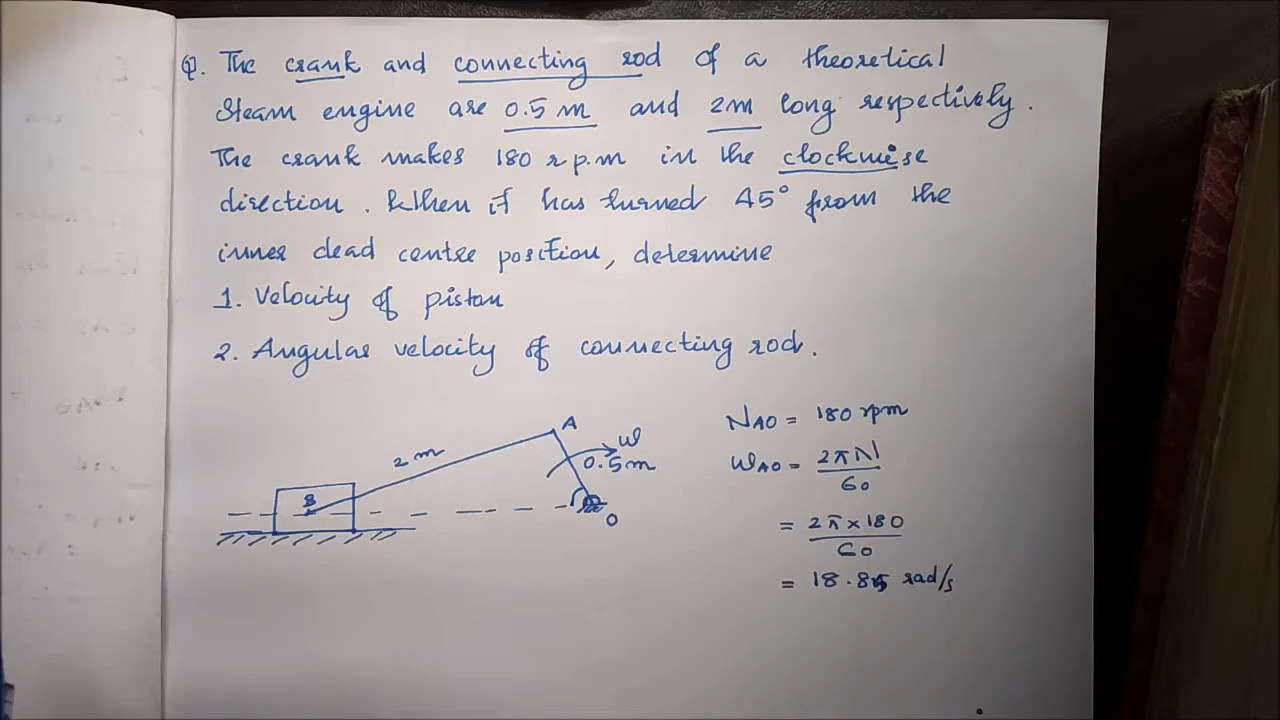 Q. The crank and connecting rod of a theoretical
Steam engine are 0.5 m and 2m long respectively.
The crank makes 180 r.p.m in the clockwise
direction. When it has turned 45° from the
inner dead centre position, determine
1. Velocity of piston
2. Angular velocity of connecting rod.
N_AO = 180 rpm
ω_AO = 2πN/60
= 2π×180/60
= 18.85 rad/s
A
2 m
ω
0.5m
B
O